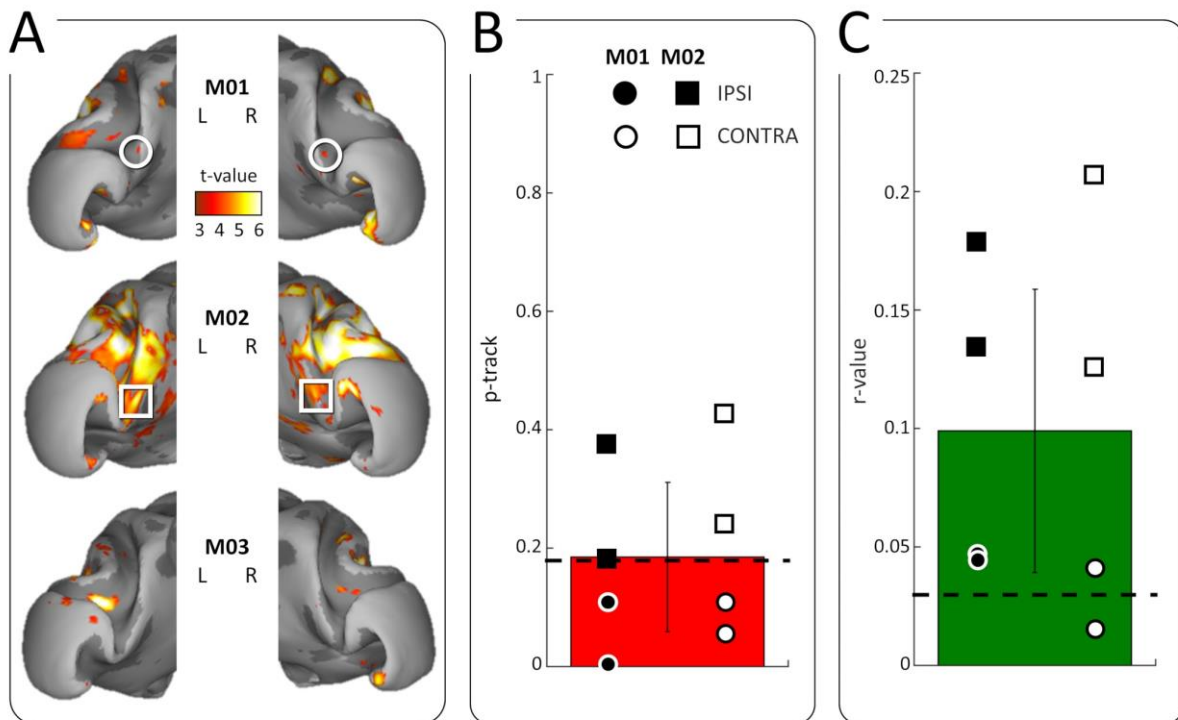 A
M01
L R
t-value
3 4 5 6
M02
L R
M03
L R
B
M01 M02
IPSI
CONTRA
p-track
1
0.8
0.6
0.4
0.2
0
C
r-value
0.25
0.2
0.15
0.1
0.05
0